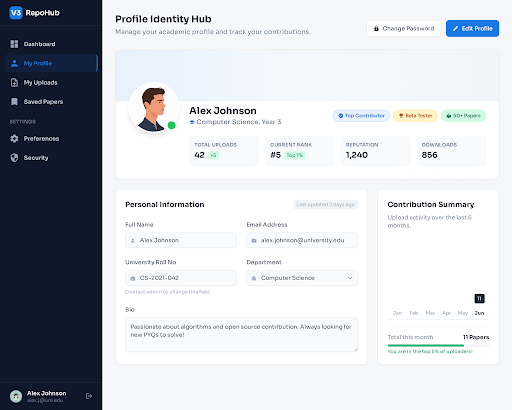 V3 RepoHub
Dashboard
My Profile
My Uploads
Saved Papers
SETTINGS
Preferences
Security
Alex Johnson
alex.j@uni.edu
Profile Identity Hub
Manage your academic profile and track your contributions.
Change Password
Edit Profile
Alex Johnson
Computer Science, Year 3
Top Contributor
Beta Tester
50+ Papers
TOTAL UPLOADS
42 +5
CURRENT RANK
#5 Top 1%
REPUTATION
1,240
DOWNLOADS
856
Personal Information
Last updated 2 days ago
Full Name
Alex Johnson
Email Address
alex.johnson@university.edu
University Roll No
CS-2021-042
Contact admin to change this field
Department
Computer Science
Bio
Passionate about algorithms and open source contribution. Always looking for
new PYQs to solve!
Contribution Summary
Upload activity over the last 6
months.
11
Jan Feb Mar Apr May Jun
Total this month 11 Papers
You are in the top 5% of uploaders!